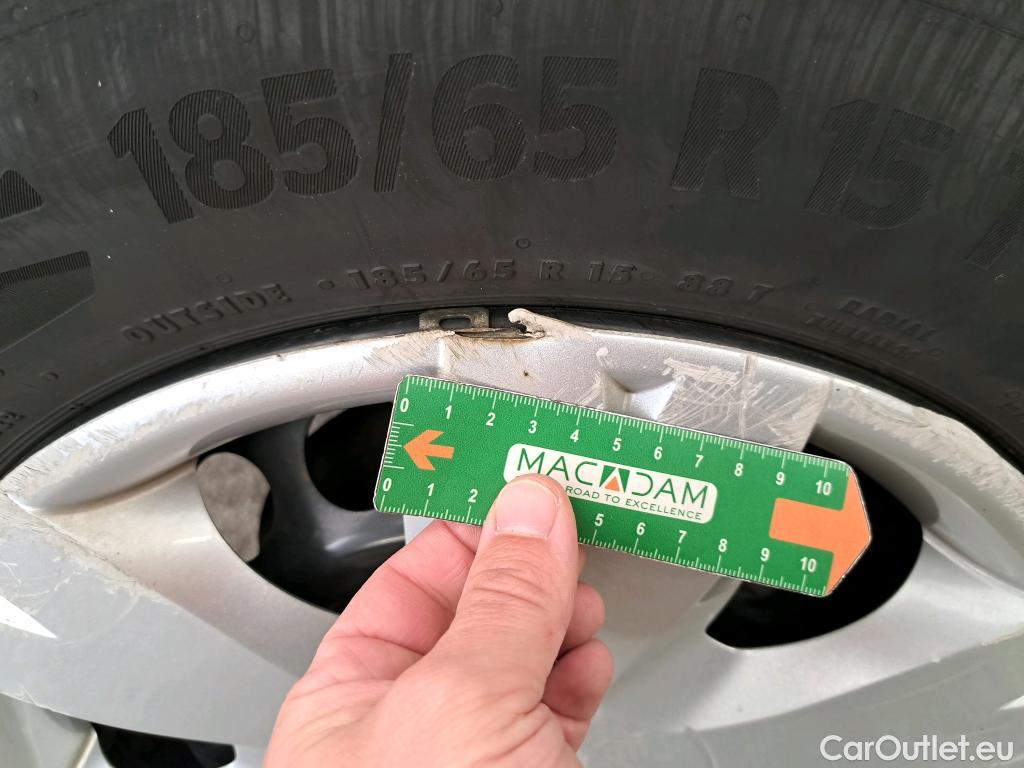 185/65 R 15
OUTSIDE · 185/65 R 15 · 88 T · RADIAL TUBELESS
0 1 2 3 4 5 6 7 8 9 10
MACADAM
ROAD TO EXCELLENCE
0 1 2 5 6 7 8 9 10
CarOutlet.eu